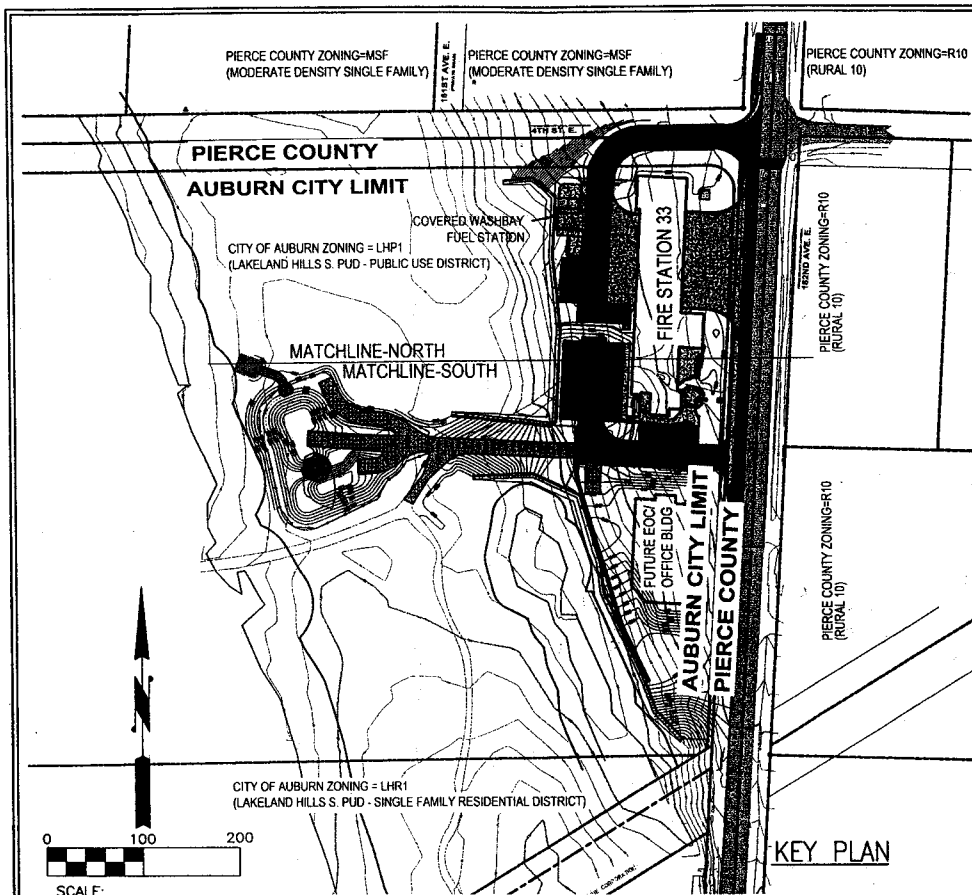 PIERCE COUNTY ZONING=MSF
(MODERATE DENSITY SINGLE FAMILY)
161ST AVE. E.
PIERCE COUNTY ZONING=MSF
(MODERATE DENSITY SINGLE FAMILY)
PIERCE COUNTY ZONING=R10
(RURAL 10)
4TH ST. E.
PIERCE COUNTY
AUBURN CITY LIMIT
COVERED WASHBAY
FUEL STATION
CITY OF AUBURN ZONING = LHP1
(LAKELAND HILLS S. PUD - PUBLIC USE DISTRICT)
FIRE STATION 33
162ND AVE. E.
PIERCE COUNTY ZONING=R10
(RURAL 10)
MATCHLINE-NORTH
MATCHLINE-SOUTH
FUTURE EOC/
OFFICE BLDG
AUBURN CITY LIMIT
PIERCE COUNTY
PIERCE COUNTY ZONING=R10
(RURAL 10)
CITY OF AUBURN ZONING = LHR1
(LAKELAND HILLS S. PUD - SINGLE FAMILY RESIDENTIAL DISTRICT)
0 100 200
SCALE:
KEY PLAN